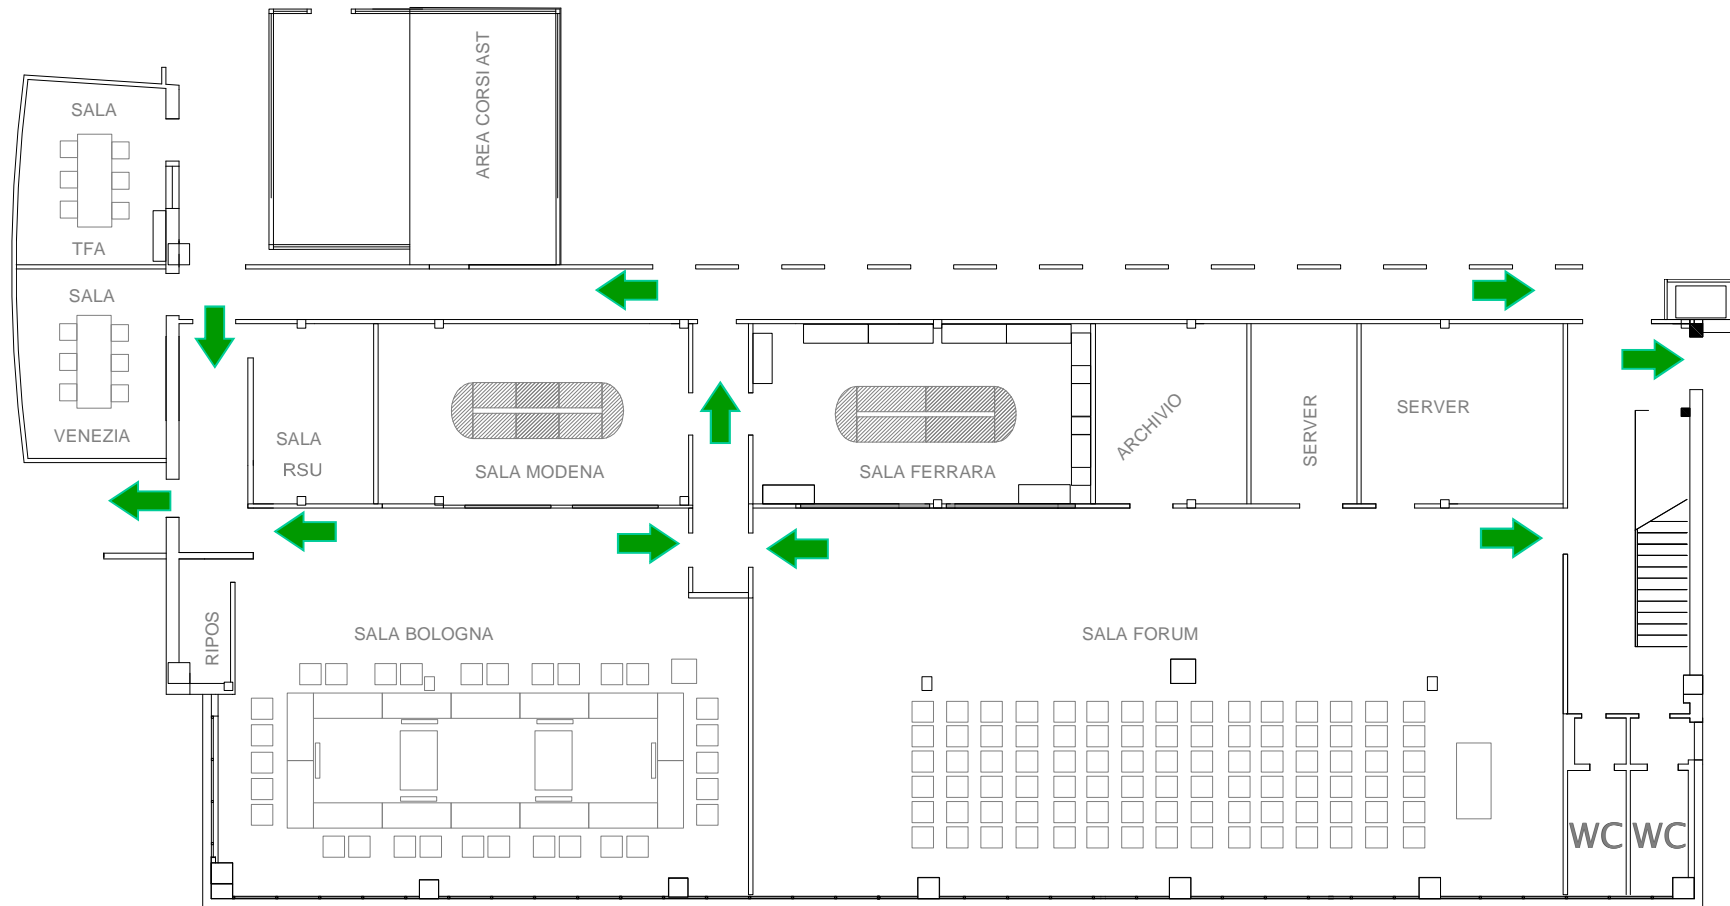 AREA CORSI AST
SALA
TFA
SALA
VENEZIA
SALA
RSU
SALA MODENA
SALA FERRARA
ARCHIVIO
SERVER
SERVER
RIPOS
SALA BOLOGNA
SALA FORUM
WC WC